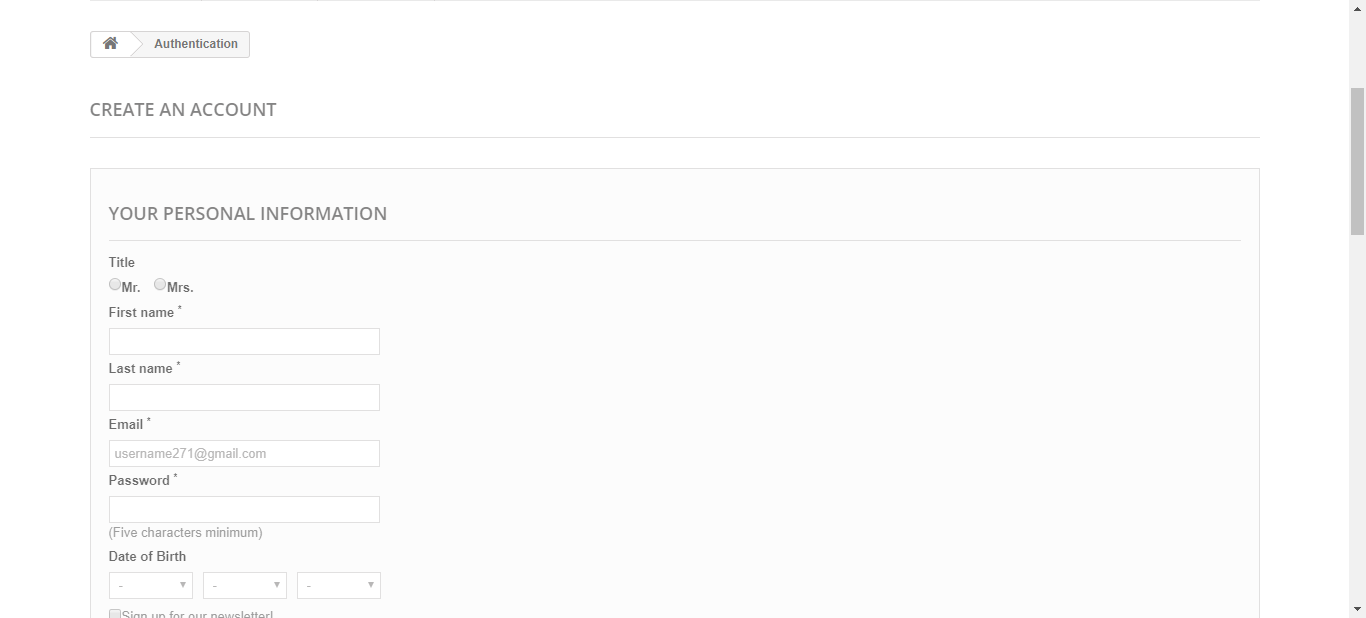 Authentication
CREATE AN ACCOUNT
YOUR PERSONAL INFORMATION
Title
Mr. Mrs.
First name *
Last name *
Email *
username271@gmail.com
Password *
(Five characters minimum)
Date of Birth
- - -
Sign up for our newsletter!